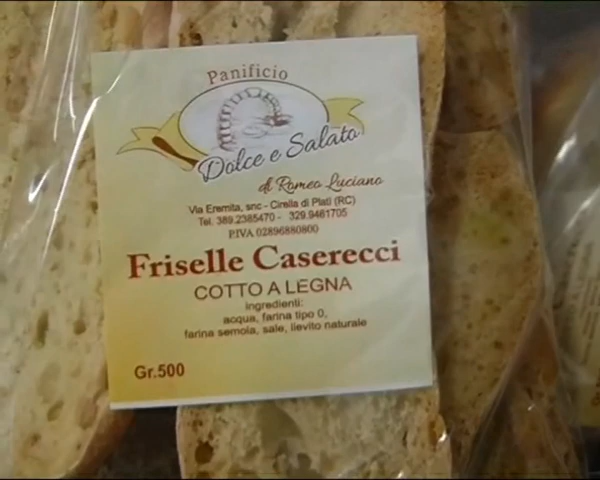 Panificio
Dolce e Salato
di Romeo Luciano
Via Eremita, snc - Cirella di Platì (RC)
Tel. 389.2385470 - 329.9461705
P.IVA 02896880800
Friselle Caserecci
COTTO A LEGNA
ingredienti:
acqua, farina tipo 0,
farina semola, sale, lievito naturale
Gr.500